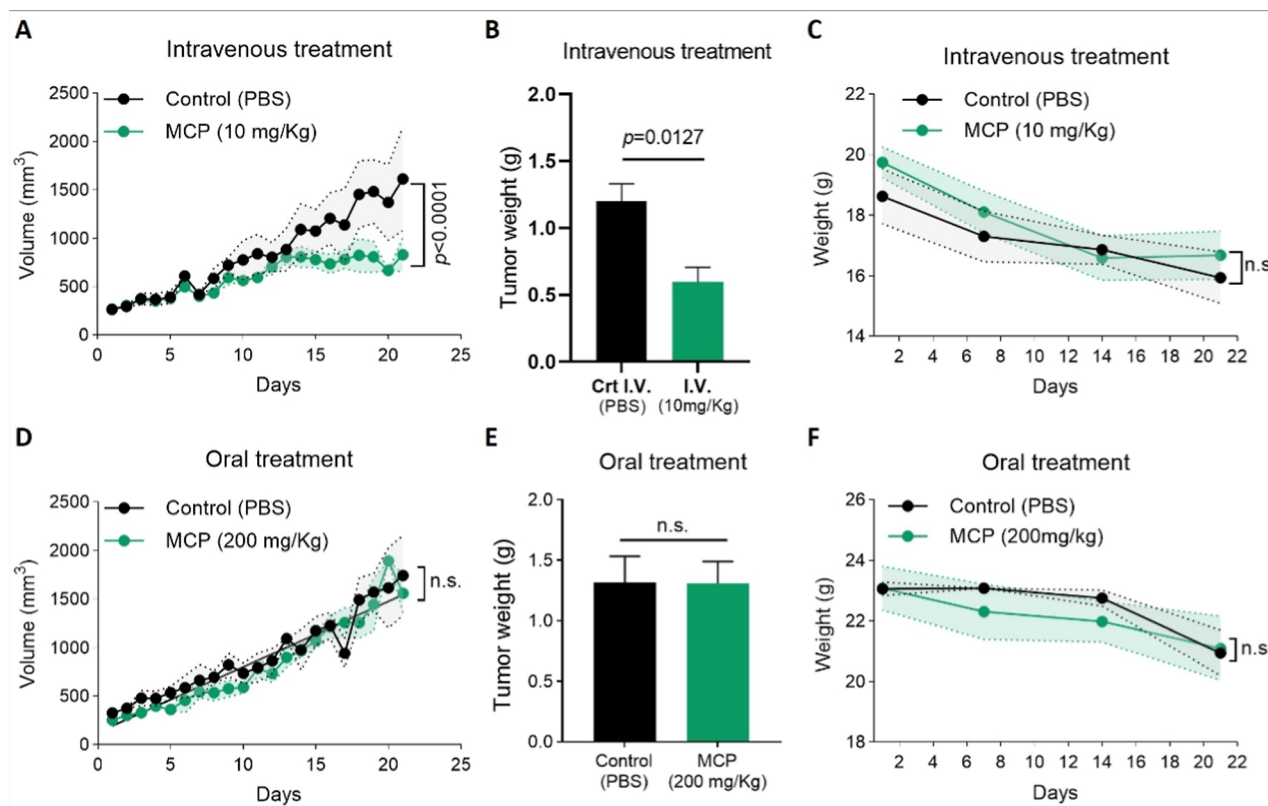 A
Intravenous treatment
Control (PBS)
MCP (10 mg/Kg)
Volume (mm³)
2500
2000
1500
1000
500
0
p<0.0001
0 5 10 15 20 25
Days
B
Intravenous treatment
Tumor weight (g)
2.0
1.5
1.0
0.5
0.0
p=0.0127
Crt I.V. I.V.
(PBS) (10mg/Kg)
C
Intravenous treatment
Control (PBS)
MCP (10 mg/Kg)
Weight (g)
22
20
18
16
14
n.s
2 4 6 8 10 12 14 16 18 20 22
Days
D
Oral treatment
Control (PBS)
MCP (200 mg/Kg)
Volume (mm³)
2500
2000
1500
1000
500
0
n.s.
0 5 10 15 20 25
Days
E
Oral treatment
Tumor weight (g)
2.0
1.5
1.0
0.5
0.0
n.s.
Control MCP
(PBS) (200 mg/Kg)
F
Oral treatment
Control (PBS)
MCP (200mg/kg)
Weight (g)
26
24
22
20
18
n.s
2 4 6 8 10 12 14 16 18 20 22
Days